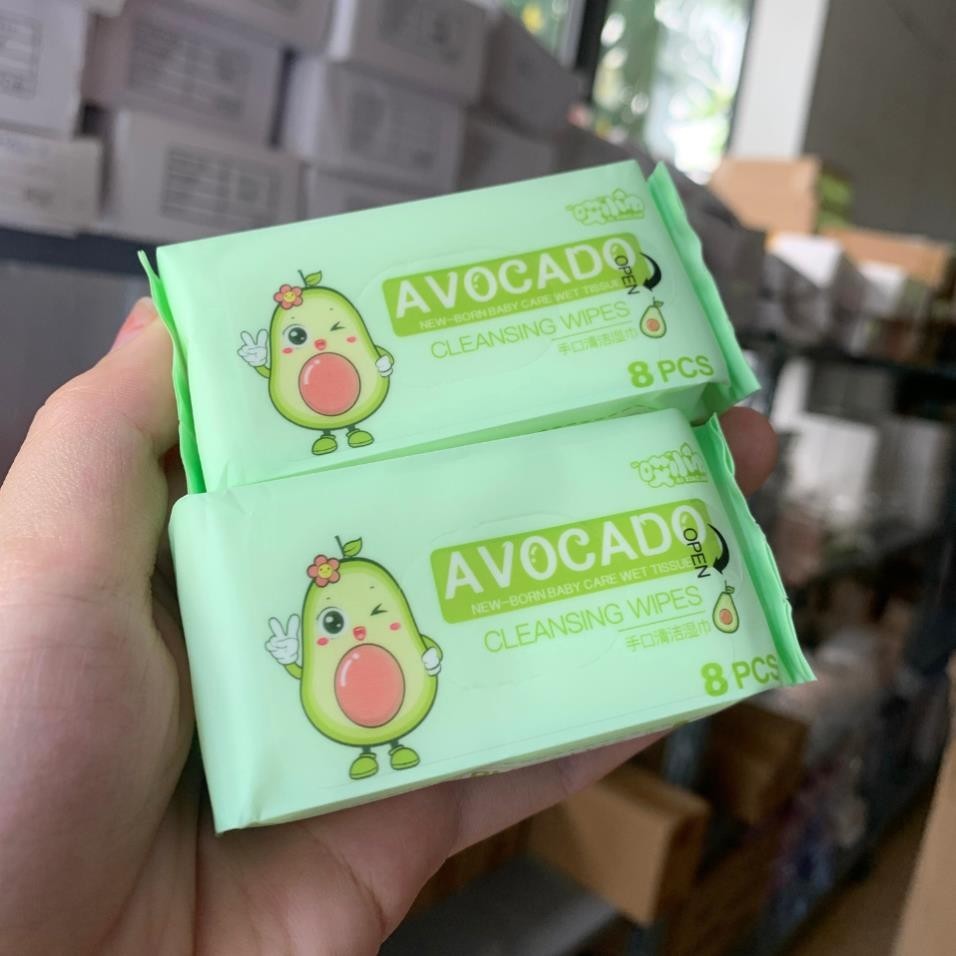 AVOCADO
OPEN
NEW-BORN BABY CARE WET TISSUE
CLEANSING WIPES
手口清洁湿巾
8 PCS
AVOCADO
OPEN
NEW-BORN BABY CARE WET TISSUE
CLEANSING WIPES
手口清洁湿巾
8 PCS